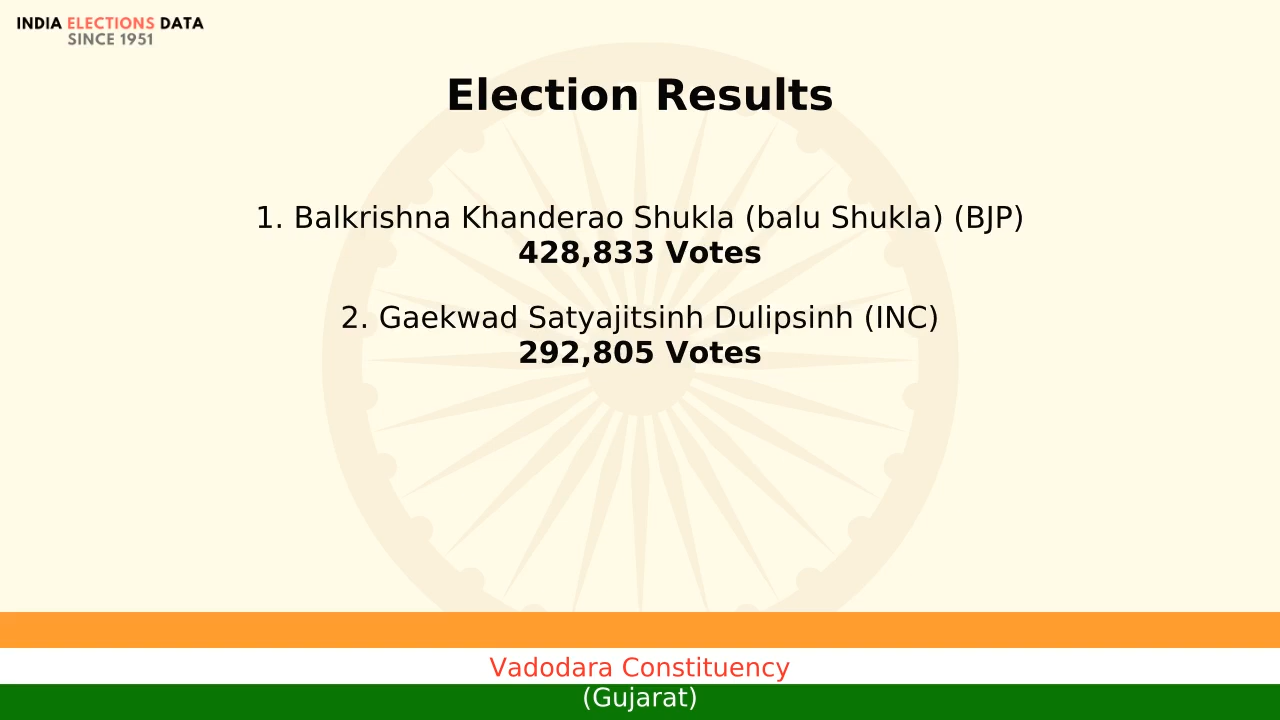 INDIA ELECTIONS DATA
SINCE 1951
Election Results
1. Balkrishna Khanderao Shukla (balu Shukla) (BJP)
428,833 Votes
2. Gaekwad Satyajitsinh Dulipsinh (INC)
292,805 Votes
Vadodara Constituency
(Gujarat)